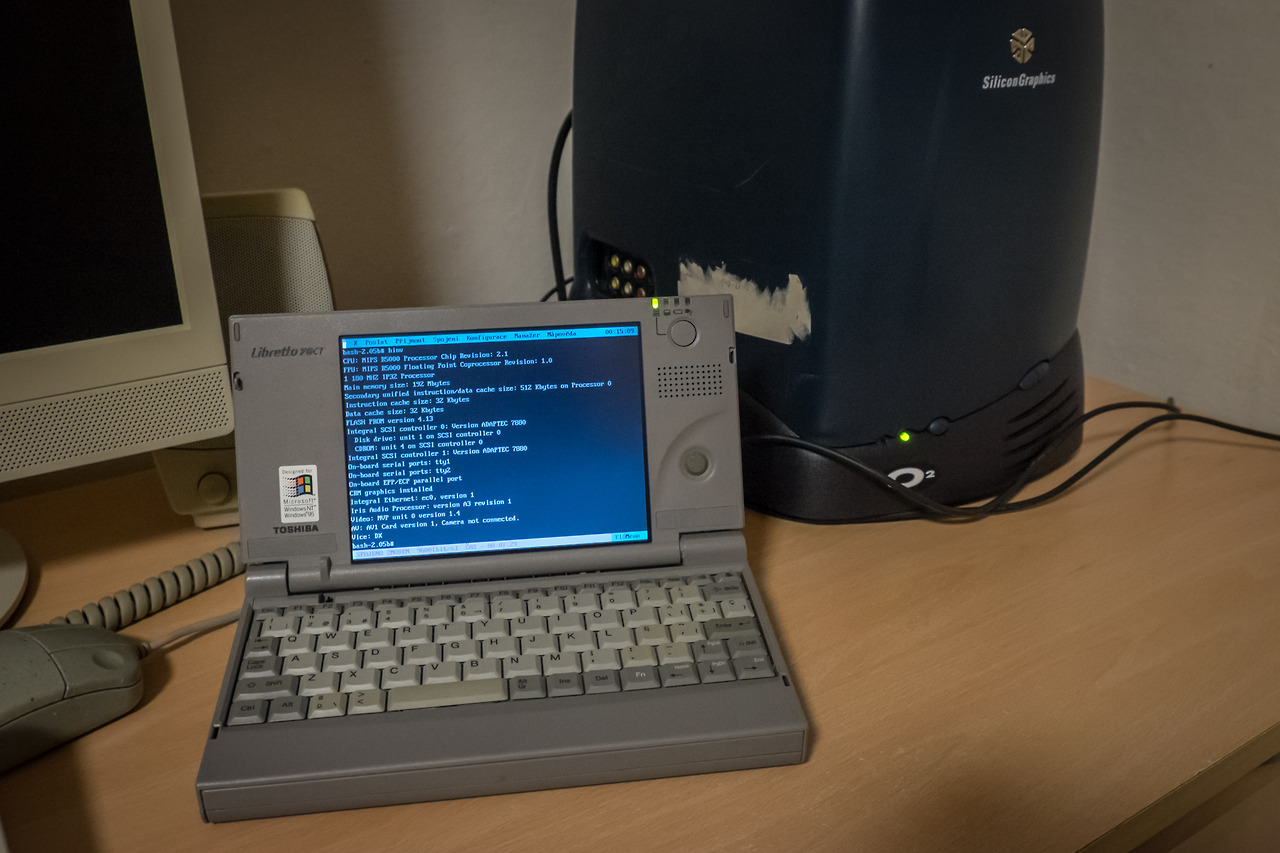 SiliconGraphics
O2
Libretto 70CT
X Poslat Příjmout Spojení Konfigurace Manažer Nápověda 00:15:09
bash-2.05b# hinv
CPU: MIPS R5000 Processor Chip Revision: 2.1
FPU: MIPS R5000 Floating Point Coprocessor Revision: 1.0
1 180 MHZ IP32 Processor
Main memory size: 192 Mbytes
Secondary unified instruction/data cache size: 512 Kbytes on Processor 0
Instruction cache size: 32 Kbytes
Data cache size: 32 Kbytes
FLASH PROM version 4.13
Integral SCSI controller 0: Version ADAPTEC 7880
Disk drive: unit 1 on SCSI controller 0
CDROM: unit 4 on SCSI controller 0
Integral SCSI controller 1: Version ADAPTEC 7880
On-board serial ports: tty1
On-board serial ports: tty2
On-board EPP/ECP parallel port
CRM graphics installed
Integral Ethernet: ec0, version 1
Iris Audio Processor: version A3 revision 1
Video: MVP unit 0 version 1.4
AV: AV1 Card version 1, Camera not connected.
Vice: DX
bash-2.05b#
F10Menu
Designed for
Microsoft
Windows NT
Windows 95
TOSHIBA
Q W E R T Y U I O P
Enter
Caps Lock A S D F G H J K L Ñ
Shift Z X C V B N M
Ctrl Alt Alt Gr Ins Del Fn Home PgDn End